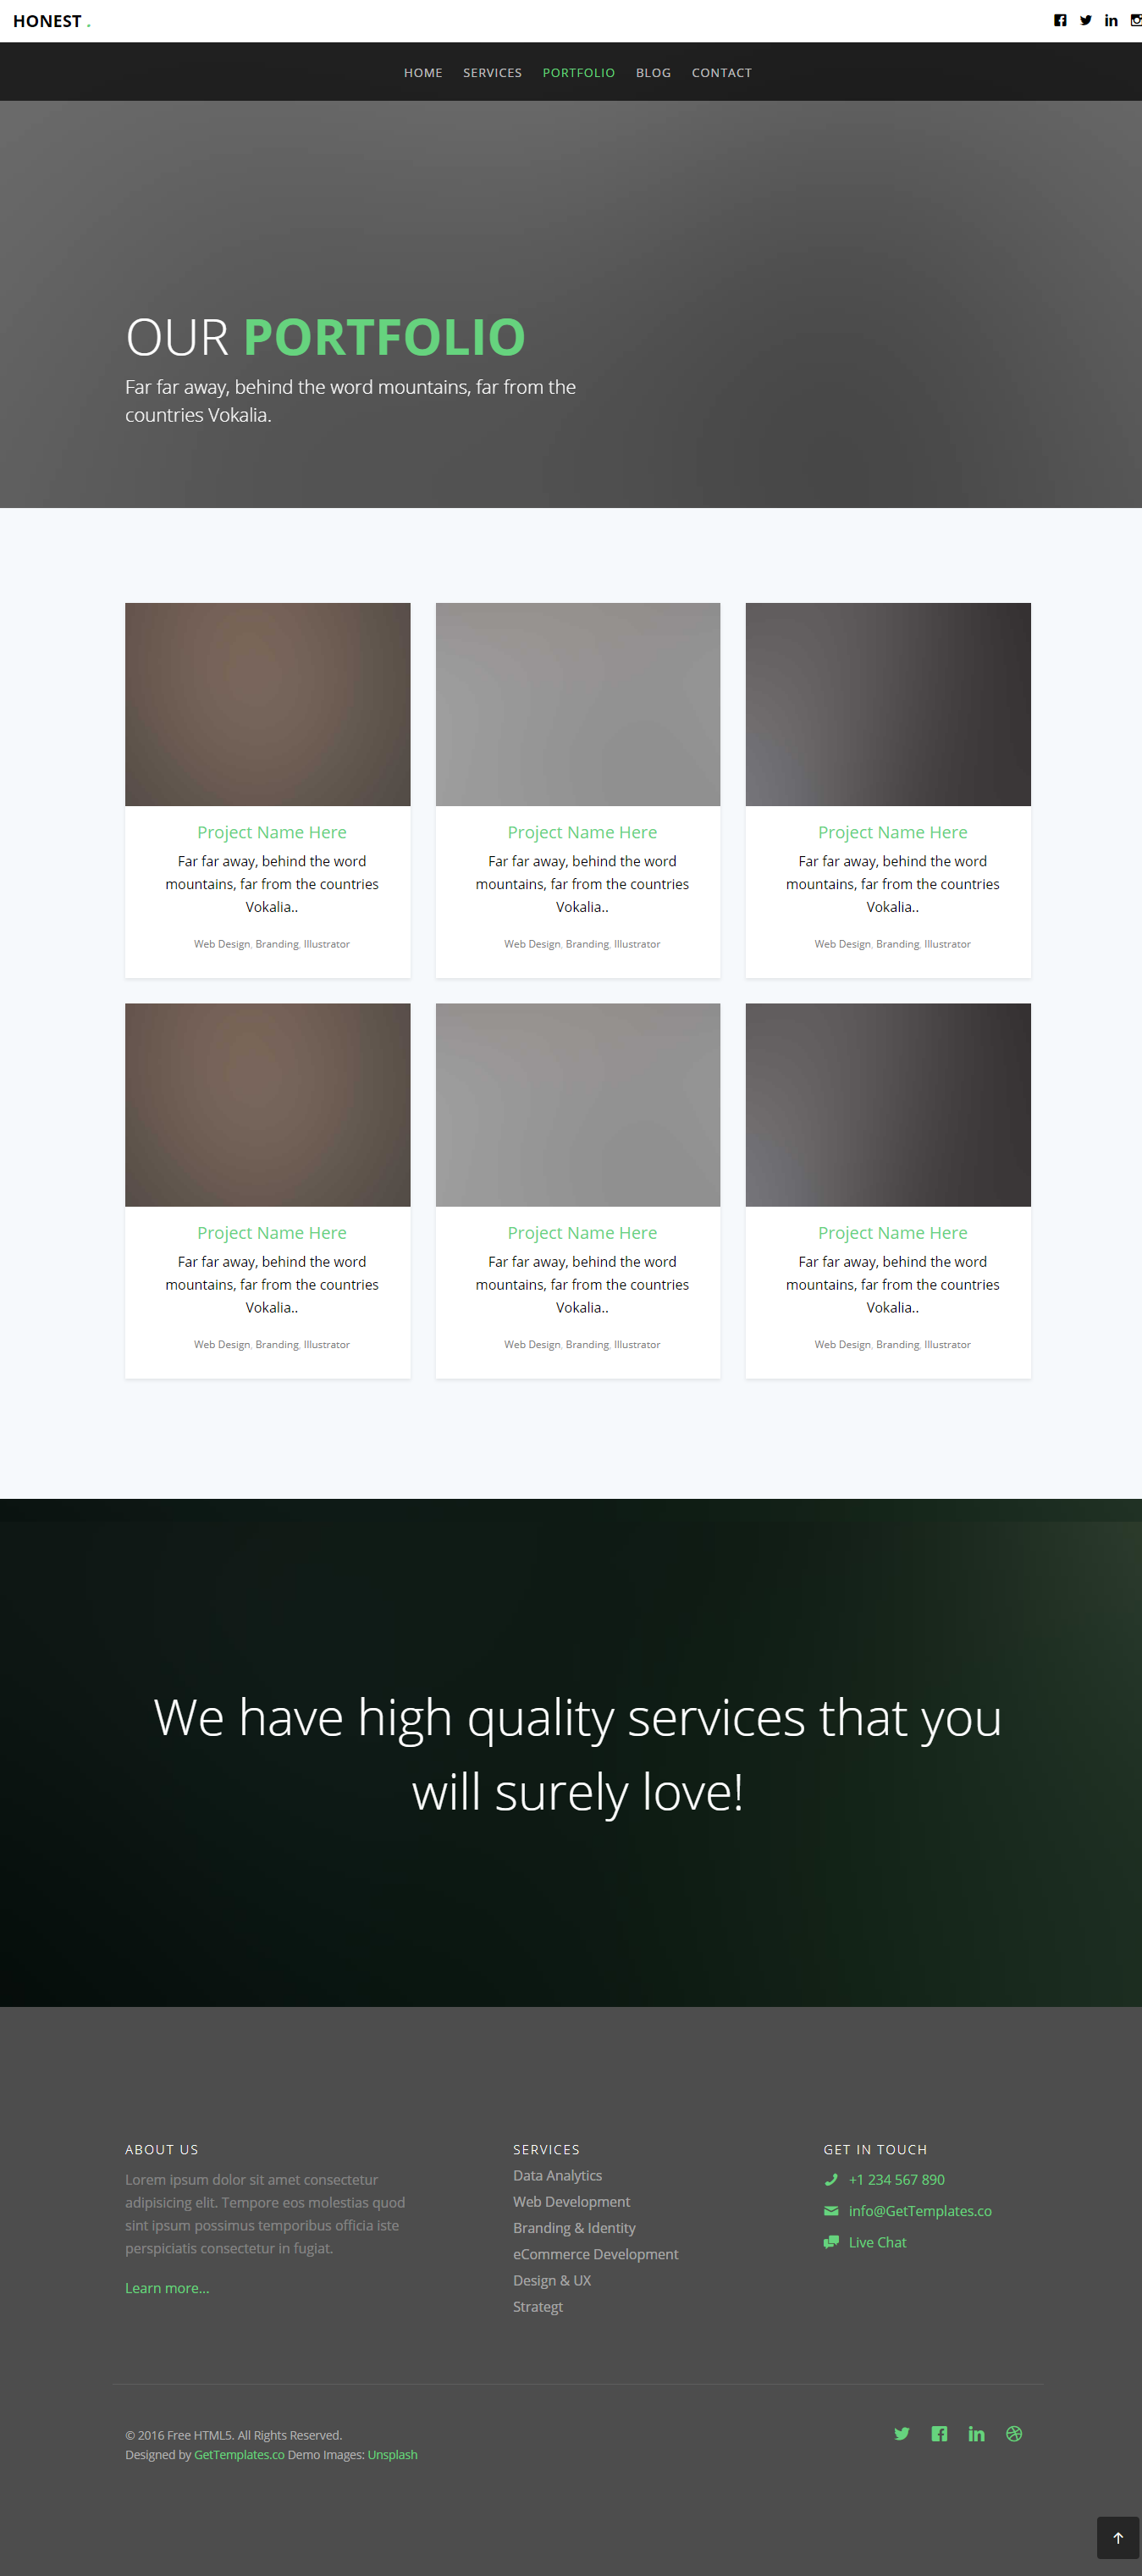 HONEST .
HOME SERVICES PORTFOLIO BLOG CONTACT
OUR PORTFOLIO
Far far away, behind the word mountains, far from the
countries Vokalia.
Project Name Here
Far far away, behind the word
mountains, far from the countries
Vokalia..
Web Design, Branding, Illustrator
Project Name Here
Far far away, behind the word
mountains, far from the countries
Vokalia..
Web Design, Branding, Illustrator
Project Name Here
Far far away, behind the word
mountains, far from the countries
Vokalia..
Web Design, Branding, Illustrator
Project Name Here
Far far away, behind the word
mountains, far from the countries
Vokalia..
Web Design, Branding, Illustrator
Project Name Here
Far far away, behind the word
mountains, far from the countries
Vokalia..
Web Design, Branding, Illustrator
Project Name Here
Far far away, behind the word
mountains, far from the countries
Vokalia..
Web Design, Branding, Illustrator
We have high quality services that you
will surely love!
ABOUT US
Lorem ipsum dolor sit amet consectetur
adipisicing elit. Tempore eos molestias quod
sint ipsum possimus temporibus officia iste
perspiciatis consectetur in fugiat.
Learn more...
SERVICES
Data Analytics
Web Development
Branding & Identity
eCommerce Development
Design & UX
Strategt
GET IN TOUCH
+1 234 567 890
info@GetTemplates.co
Live Chat
© 2016 Free HTML5. All Rights Reserved.
Designed by GetTemplates.co Demo Images: Unsplash